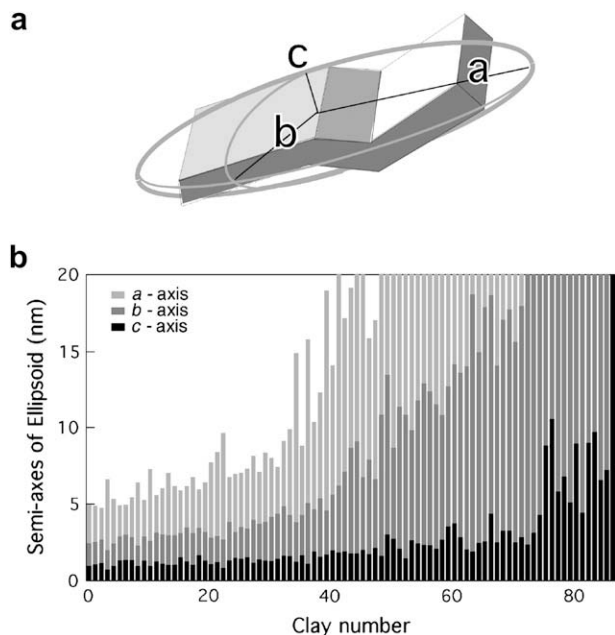 a
c
a
b
b
Semi-axes of Ellipsoid (nm)
20
15
10
5
0
a - axis
b - axis
c - axis
0 20 40 60 80
Clay number